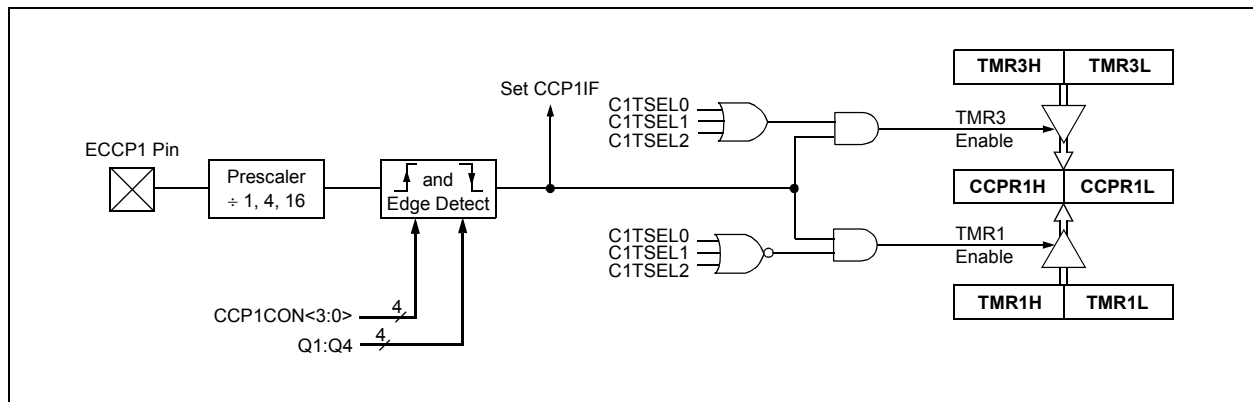 TMR3H TMR3L
Set CCP1IF
C1TSEL0
C1TSEL1
C1TSEL2
TMR3
Enable
ECCP1 Pin
Prescaler
÷ 1, 4, 16
and
Edge Detect
CCPR1H CCPR1L
C1TSEL0
C1TSEL1
C1TSEL2
TMR1
Enable
TMR1H TMR1L
CCP1CON<3:0>
4
Q1:Q4
4